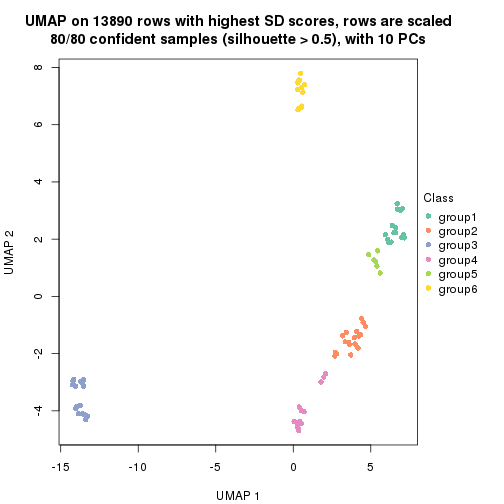 UMAP on 13890 rows with highest SD scores, rows are scaled
80/80 confident samples (silhouette > 0.5), with 10 PCs
8
6
4
2
0
-2
-4
UMAP 2
-15
-10
-5
0
5
UMAP 1
Class
group1
group2
group3
group4
group5
group6